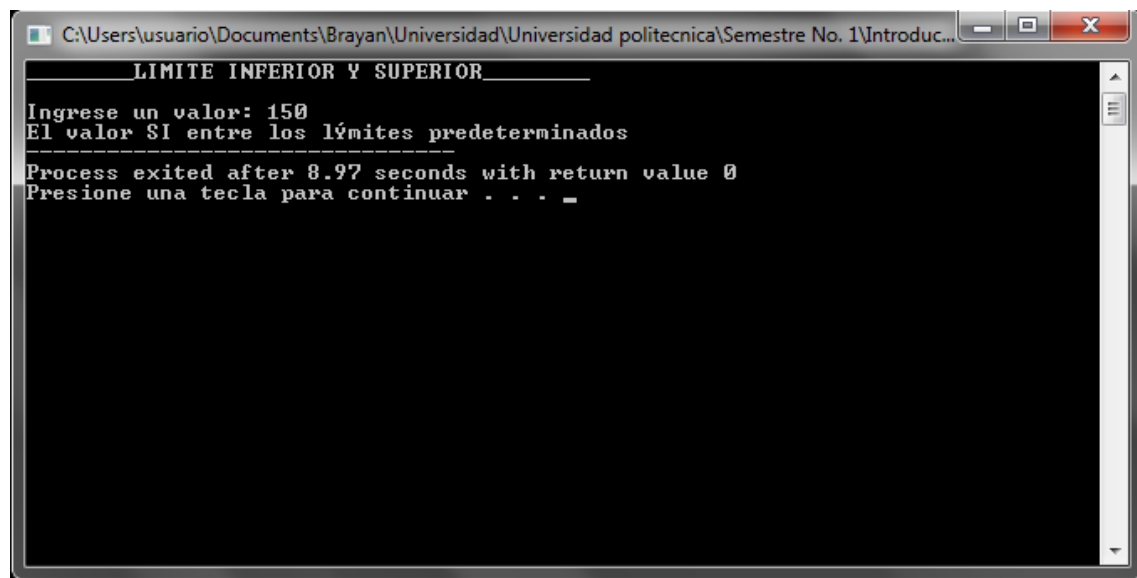 C:\Users\usuario\Documents\Brayan\Universidad\Universidad politecnica\Semestre No. 1\Introduc...
_________LIMITE INFERIOR Y SUPERIOR_________
Ingrese un valor: 150
El valor SI entre los lÝmites predeterminados
--------------------------------
Process exited after 8.97 seconds with return value 0
Presione una tecla para continuar . . . _